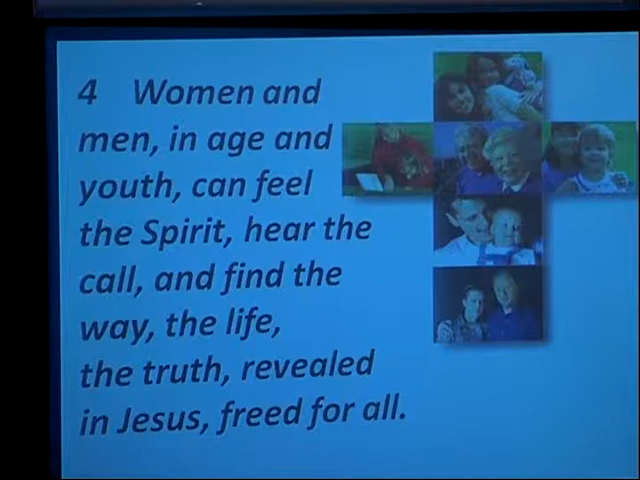 4 Women and
men, in age and
youth, can feel
the Spirit, hear the
call, and find the
way, the life,
the truth, revealed
in Jesus, freed for all.